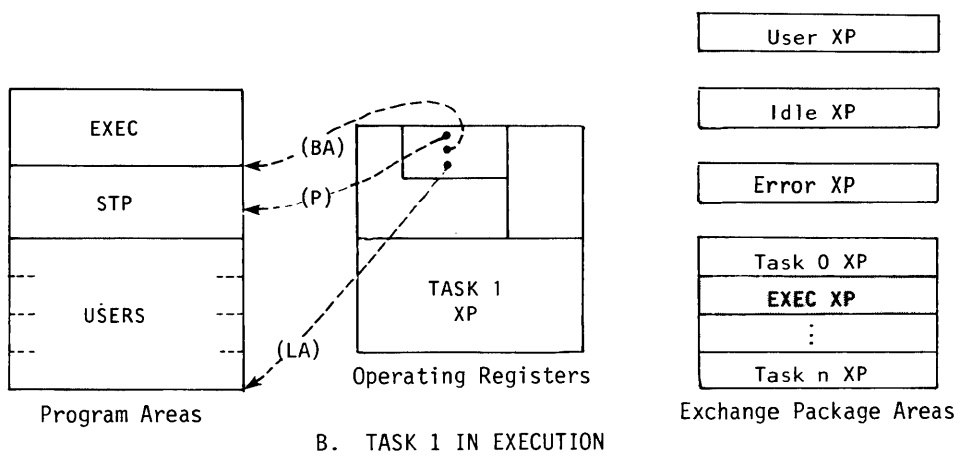 User XP
Idle XP
Error XP
Task 0 XP
EXEC XP
⋮
Task n XP
Exchange Package Areas
EXEC
STP
USERS
Program Areas
(BA)
(P)
(LA)
TASK 1
XP
Operating Registers
B. TASK 1 IN EXECUTION